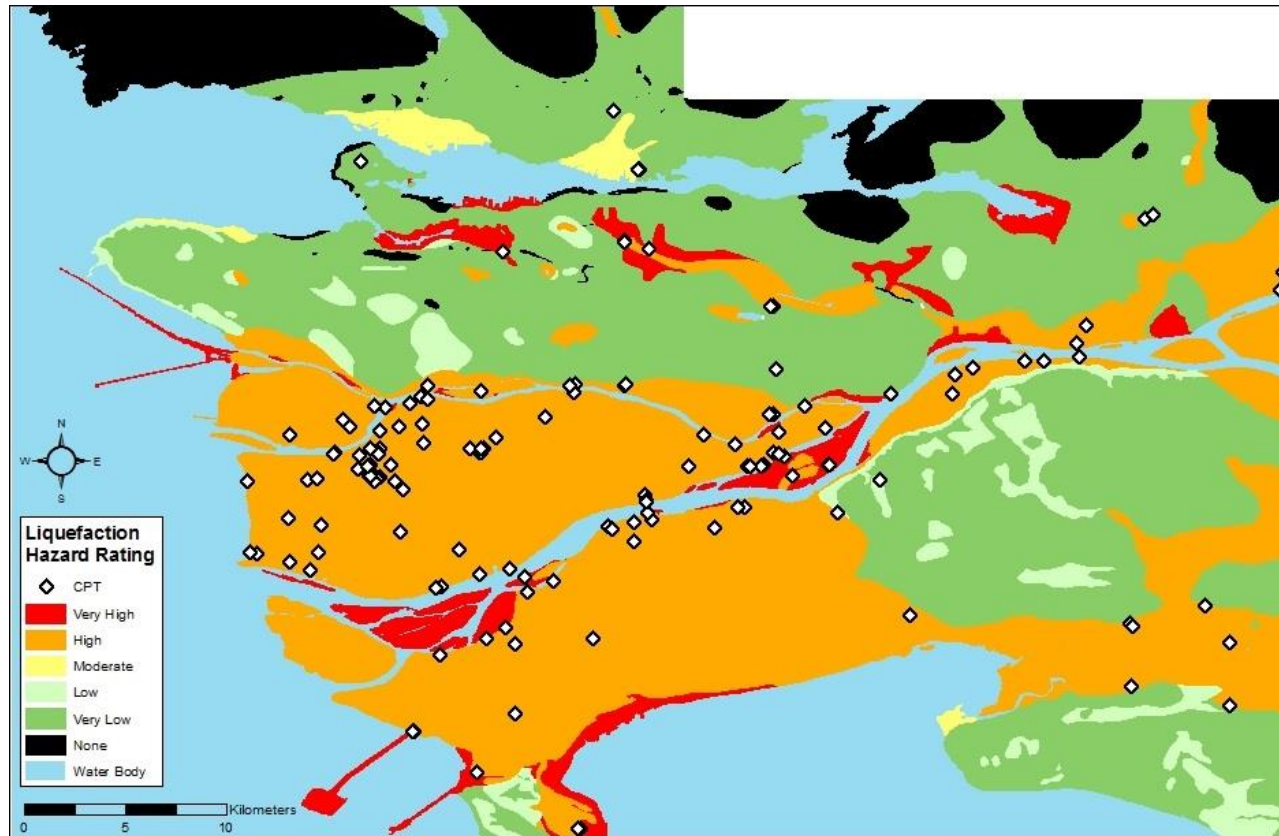 N
W E
S
Liquefaction
Hazard Rating
CPT
Very High
High
Moderate
Low
Very Low
None
Water Body
Kilometers
0 5 10